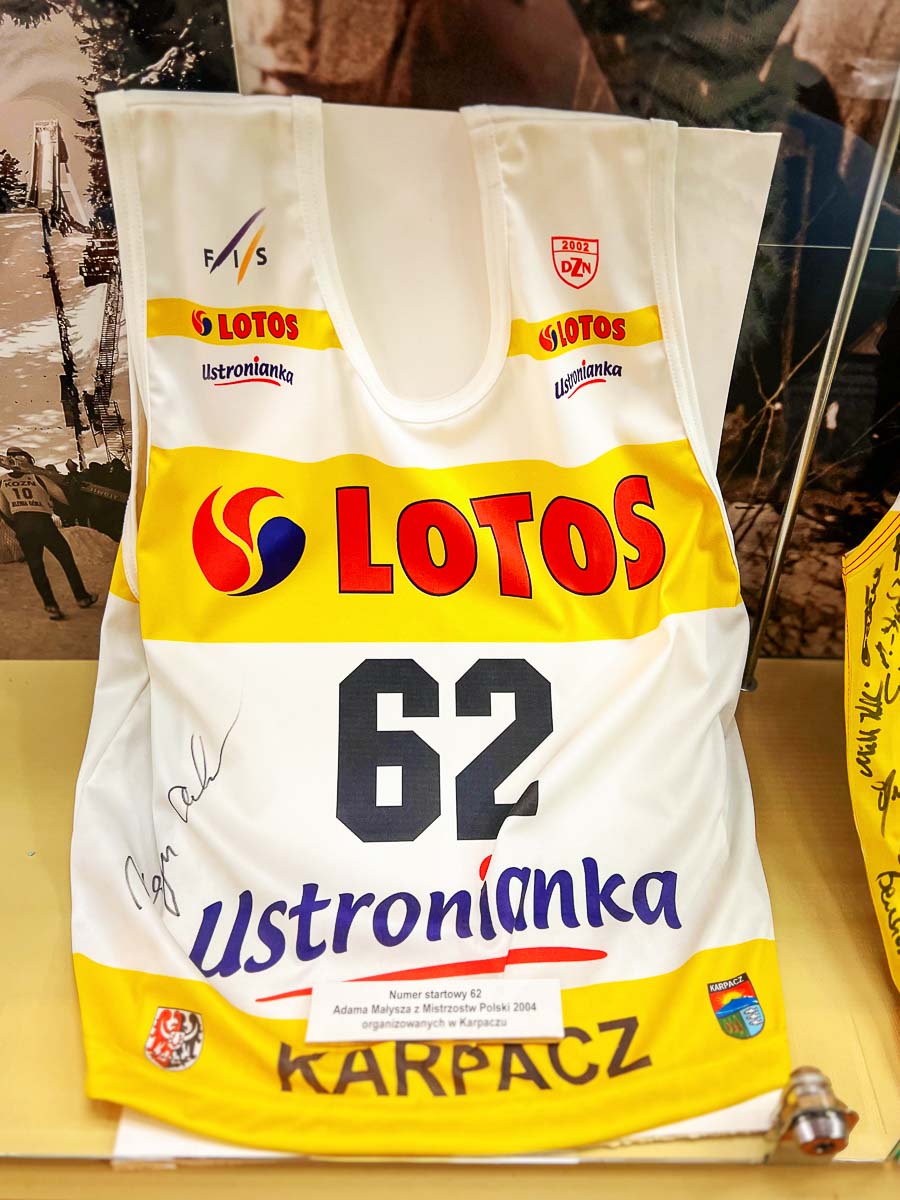 FIS
2002
DZN
LOTOS
LOTOS
Ustronianka
Ustronianka
LOTOS
62
Ustronianka
Numer startowy 62
Adama Małysza z Mistrzostw Polski 2004
organizowanych w Karpaczu
KARPACZ
KARPACZ
10